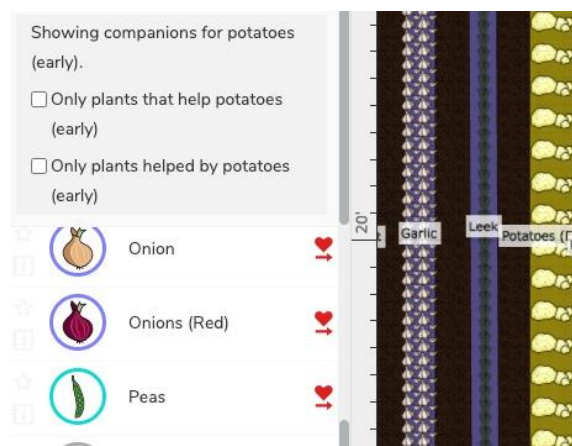 Showing companions for potatoes
(early).
Only plants that help potatoes
(early)
Only plants helped by potatoes
(early)
Onion
Onions (Red)
Peas
20'
Garlic
Leek
Potatoes